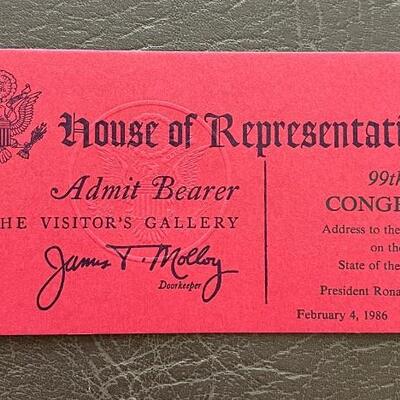 House of Representati
Admit Bearer
HE VISITOR'S GALLERY
James T. Molloy
Doorkeeper
99th
CONGE
Address to the
on the
State of the
President Rona
February 4, 1986